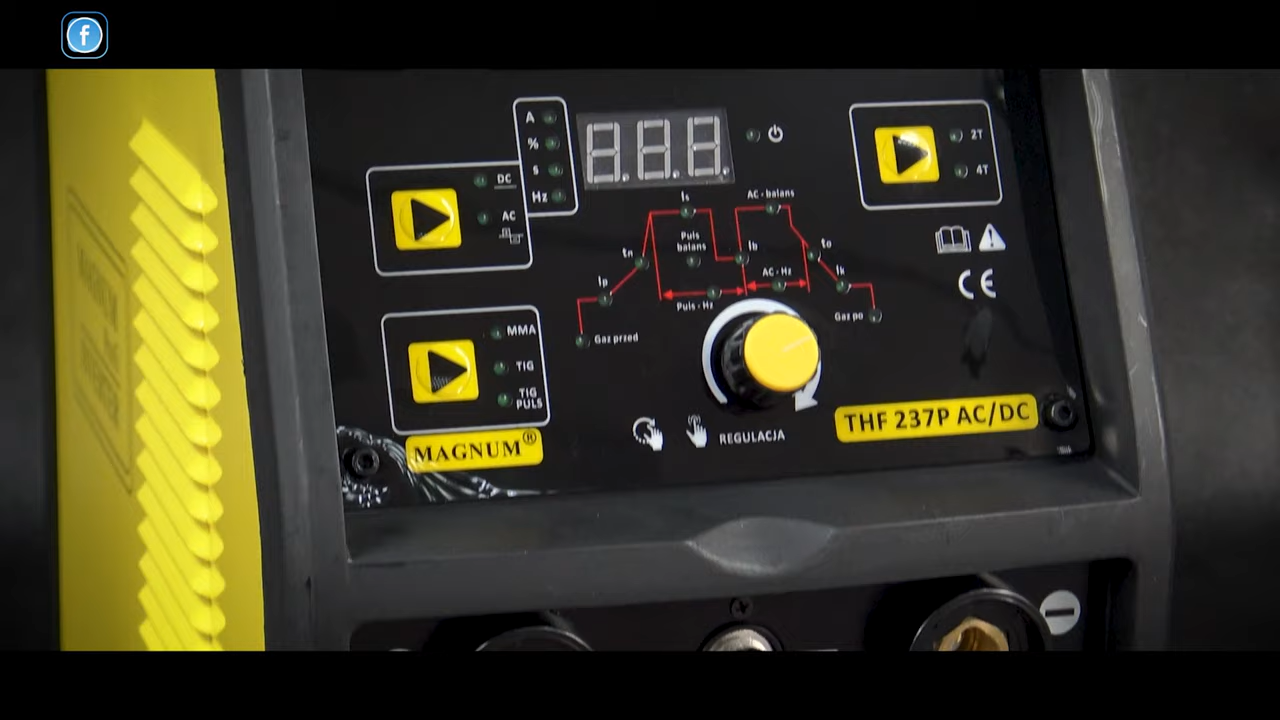 f
A
%
s
Hz
DC
AC
2T
4T
Is
AC - balans
Puls
balans
tn
Ib
to
Ip
AC - Hz
Ik
Puls - Hz
Gaz po
Gaz przed
MMA
TIG
TIG
PULS
CE
THF 237P AC/DC
REGULACJA
MAGNUM®